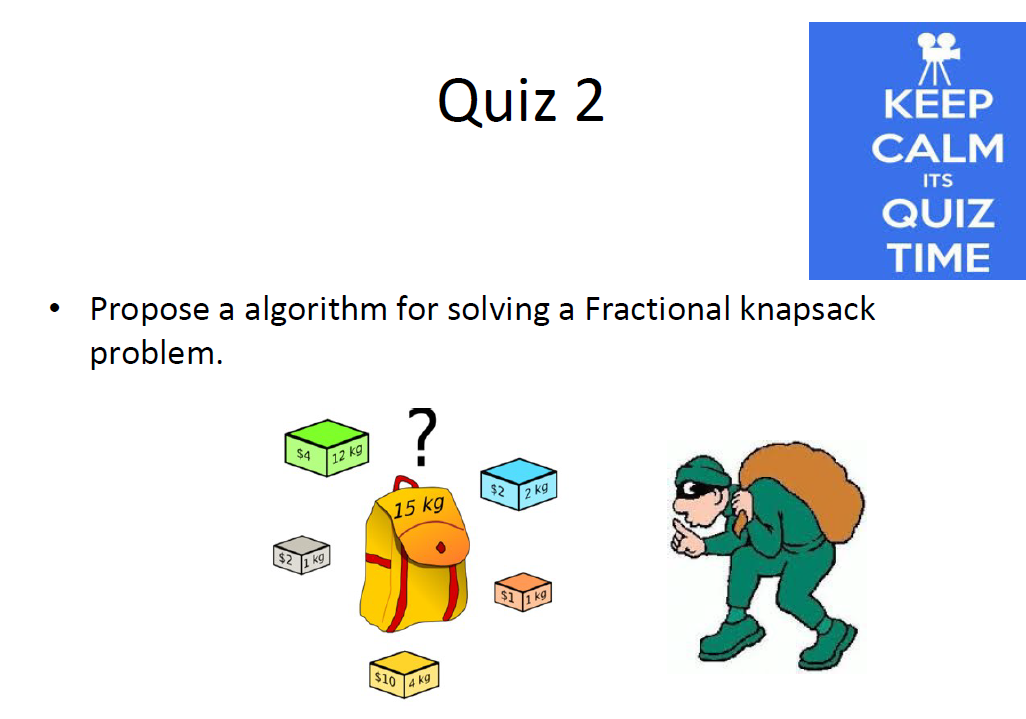 Quiz 2
KEEP
CALM
ITS
QUIZ
TIME
• Propose a algorithm for solving a Fractional knapsack
problem.
?
$4 12 kg
15 kg
$2 2 kg
$2 1 kg
$1 1 kg
$10 4 kg